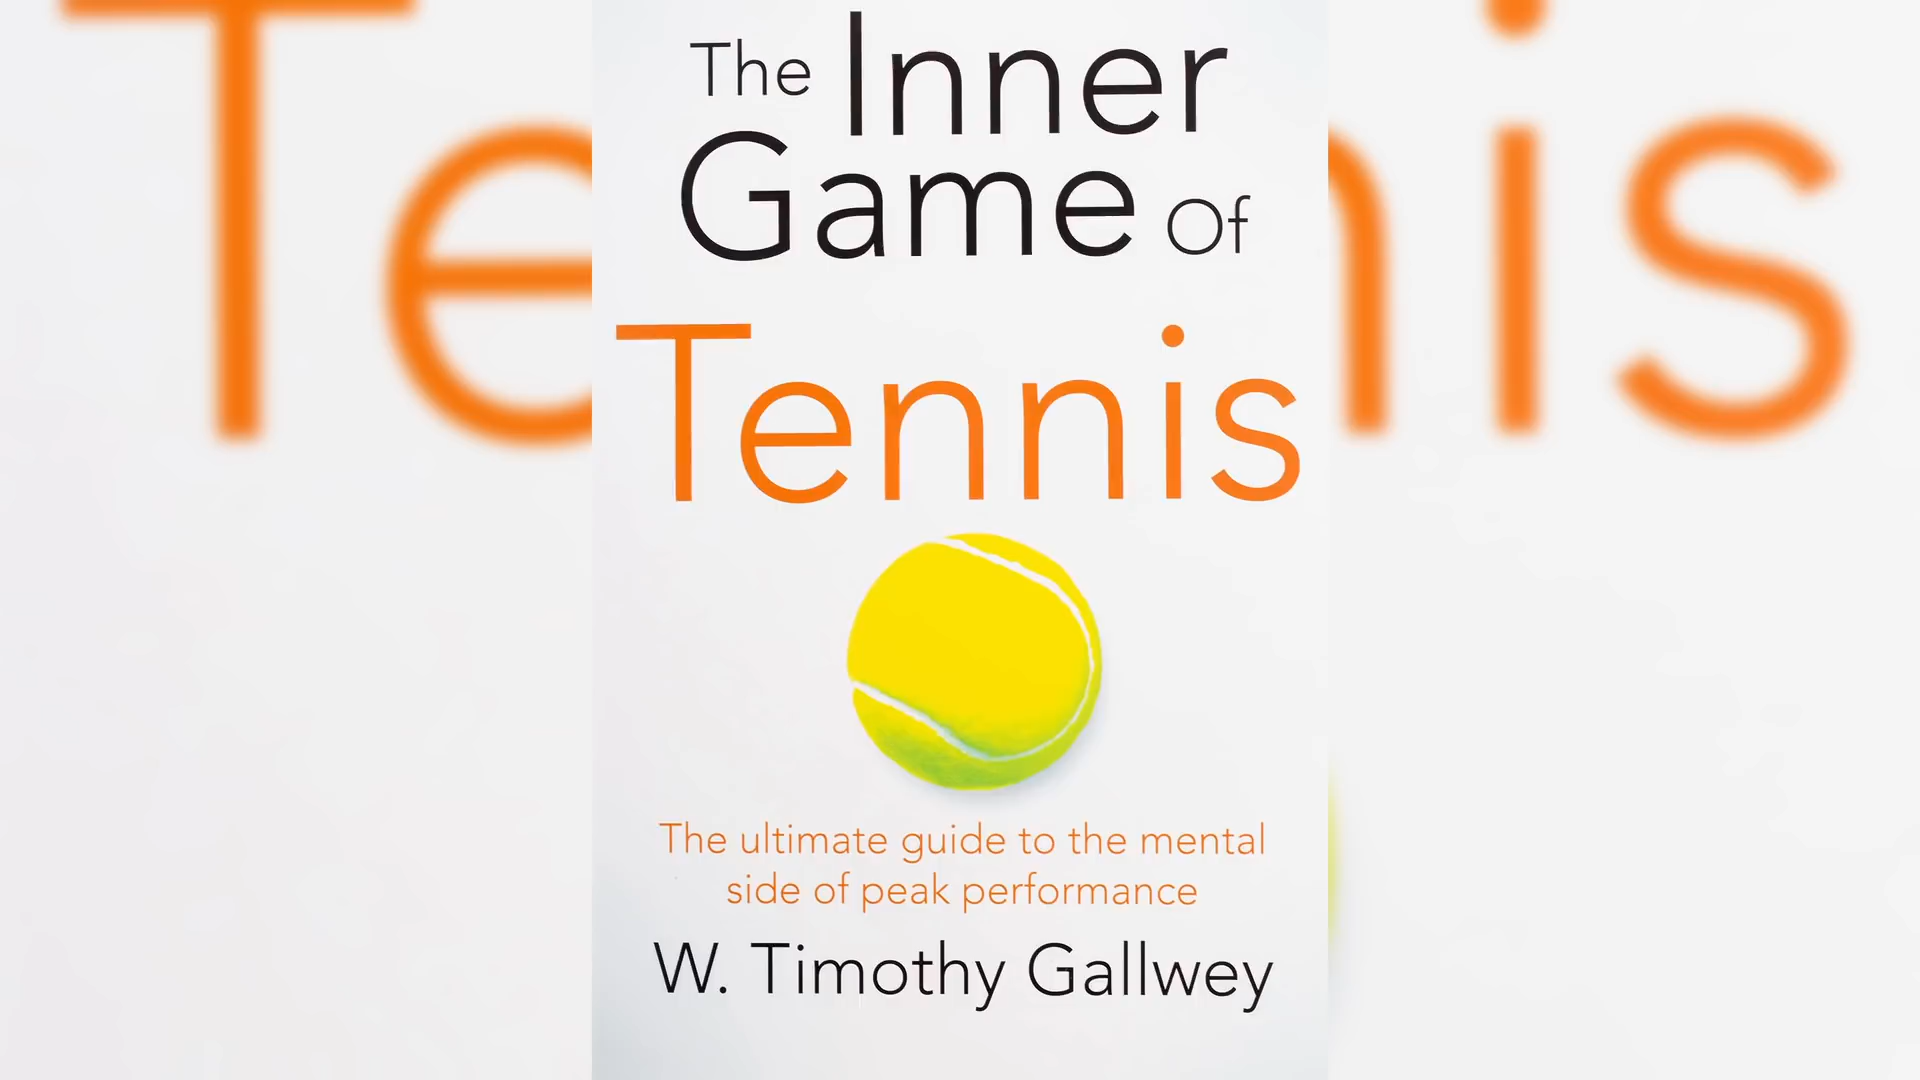 The Inner
Game Of
Tennis
The ultimate guide to the mental
side of peak performance
W. Timothy Gallwey